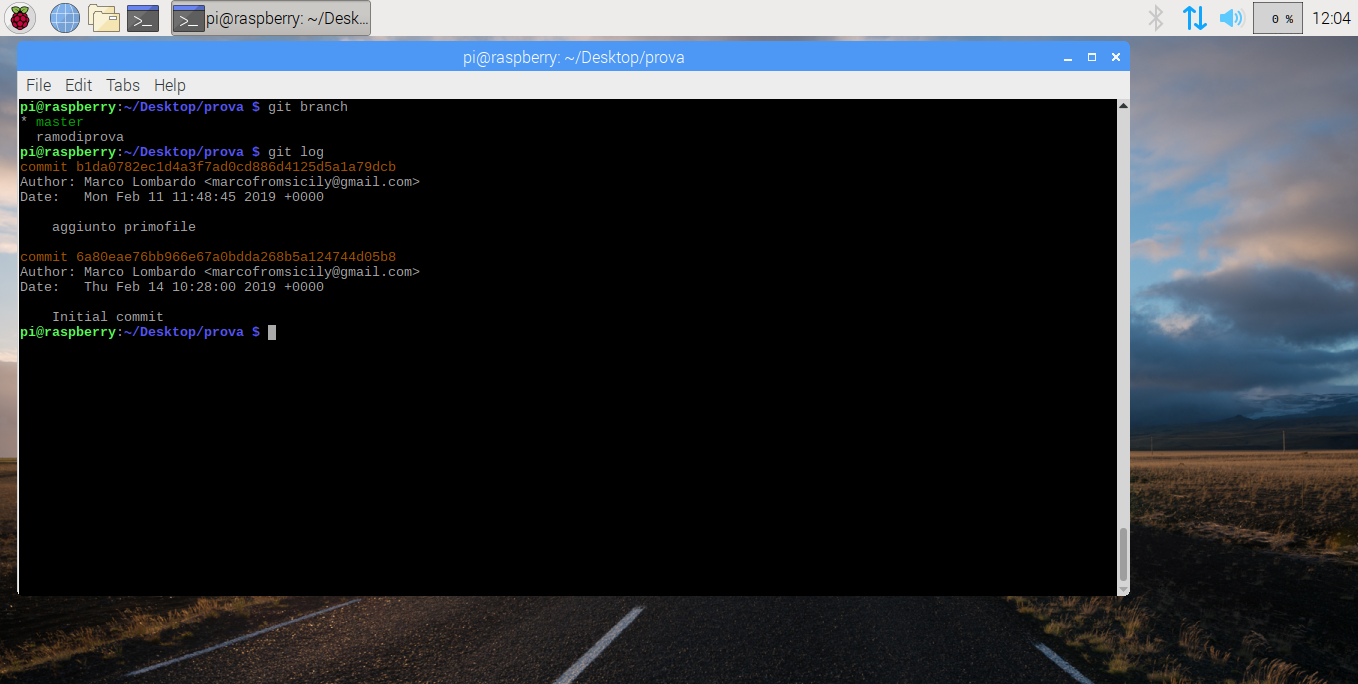 pi@raspberry: ~/Desk...
0 %
12:04
pi@raspberry: ~/Desktop/prova
File Edit Tabs Help
pi@raspberry:~/Desktop/prova $ git branch
* master
ramodiprova
pi@raspberry:~/Desktop/prova $ git log
commit b1da0782ec1d4a3f7ad0cd886d4125d5a1a79dcb
Author: Marco Lombardo <marcofromsicily@gmail.com>
Date: Mon Feb 11 11:48:45 2019 +0000
aggiunto primofile
commit 6a80eae76bb966e67a0bdda268b5a124744d05b8
Author: Marco Lombardo <marcofromsicily@gmail.com>
Date: Thu Feb 14 10:28:00 2019 +0000
Initial commit
pi@raspberry:~/Desktop/prova $